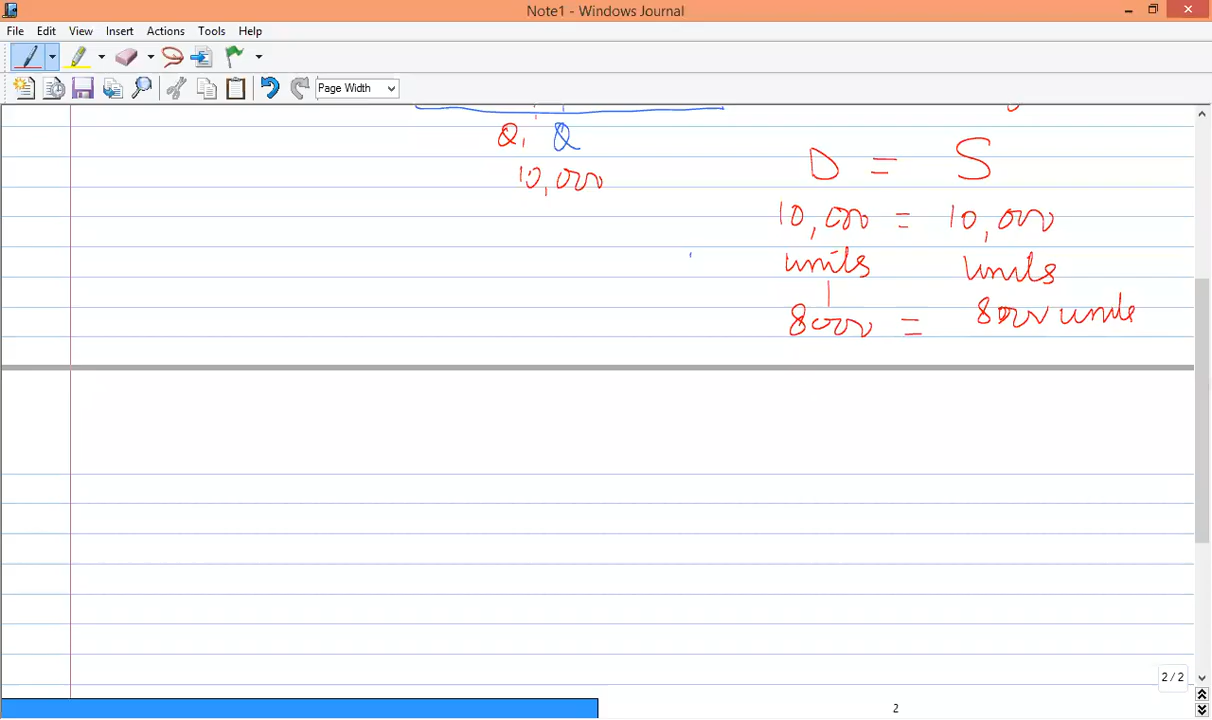 Note1 - Windows Journal
File Edit View Insert Actions Tools Help
Page Width
Q1 Q
10,000
D = S
10,000 = 10,000
units units
8000 = 8000 units
2 / 2
2